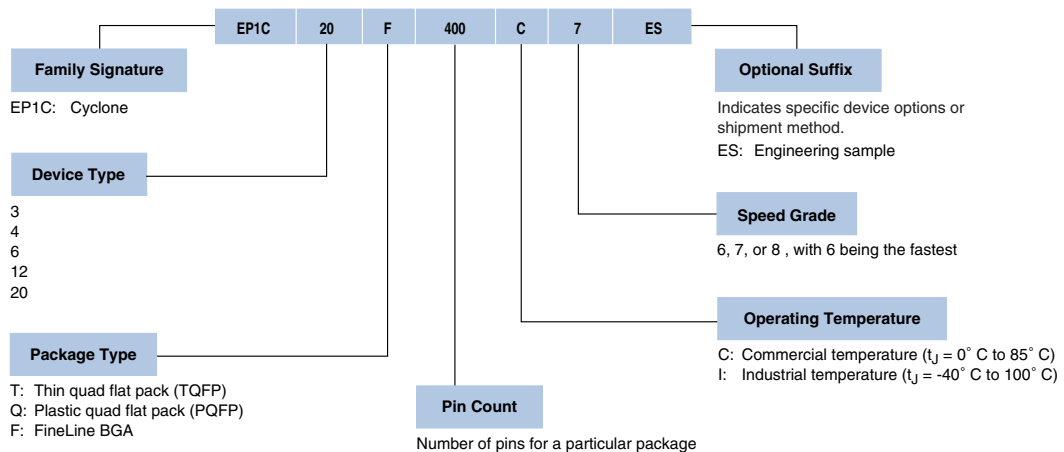 EP1C 20 F 400 C 7 ES
Family Signature
EP1C: Cyclone
Device Type
3
4
6
12
20
Package Type
T: Thin quad flat pack (TQFP)
Q: Plastic quad flat pack (PQFP)
F: FineLine BGA
Pin Count
Number of pins for a particular package
Optional Suffix
Indicates specific device options or
shipment method.
ES: Engineering sample
Speed Grade
6, 7, or 8 , with 6 being the fastest
Operating Temperature
C: Commercial temperature (tJ = 0° C to 85° C)
I: Industrial temperature (tJ = -40° C to 100° C)